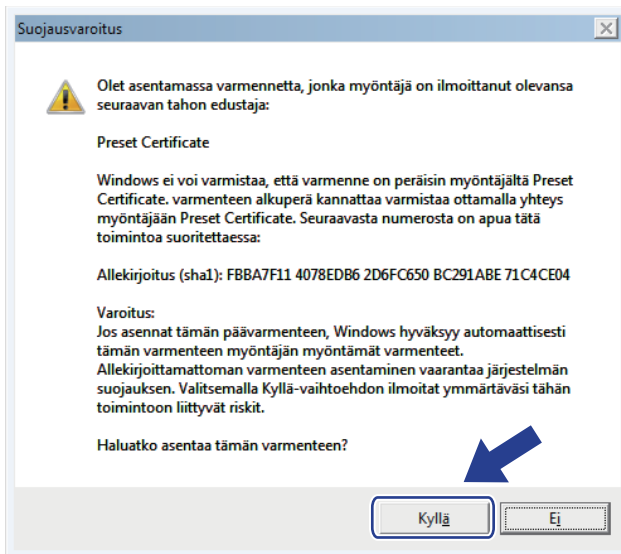 Suojausvaroitus
Olet asentamassa varmennetta, jonka myöntäjä on ilmoittanut olevansa
seuraavan tahon edustaja:
Preset Certificate
Windows ei voi varmistaa, että varmenne on peräisin myöntäjältä Preset
Certificate. varmenteen alkuperä kannattaa varmistaa ottamalla yhteys
myöntäjään Preset Certificate. Seuraavasta numerosta on apua tätä
toimintoa suoritettaessa:
Allekirjoitus (sha1): FBBA7F11 4078EDB6 2D6FC650 BC291ABE 71C4CE04
Varoitus:
Jos asennat tämän päävarmenteen, Windows hyväksyy automaattisesti
tämän varmenteen myöntäjän myöntämät varmenteet.
Allekirjoittamattoman varmenteen asentaminen vaarantaa järjestelmän
suojauksen. Valitsemalla Kyllä-vaihtoehdon ilmoitat ymmärtäväsi tähän
toimintoon liittyvät riskit.
Haluatko asentaa tämän varmenteen?
Kyllä Ei